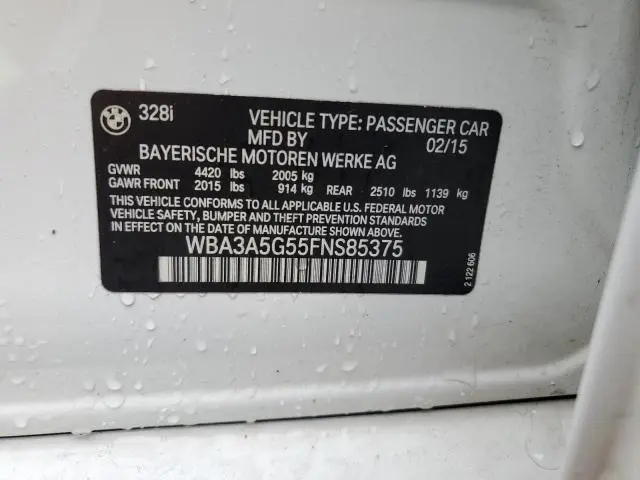 328i VEHICLE TYPE: PASSENGER CAR
MFD BY 02/15
BAYERISCHE MOTOREN WERKE AG
GVWR 4420 lbs 2005 kg
GAWR FRONT 2015 lbs 914 kg REAR 2510 lbs 1139 kg
THIS VEHICLE CONFORMS TO ALL APPLICABLE U.S. FEDERAL MOTOR
VEHICLE SAFETY, BUMPER AND THEFT PREVENTION STANDARDS
IN EFFECT ON THE DATE OF MANUFACTURE SHOWN ABOVE.
WBA3A5G55FNS85375
2 122 606